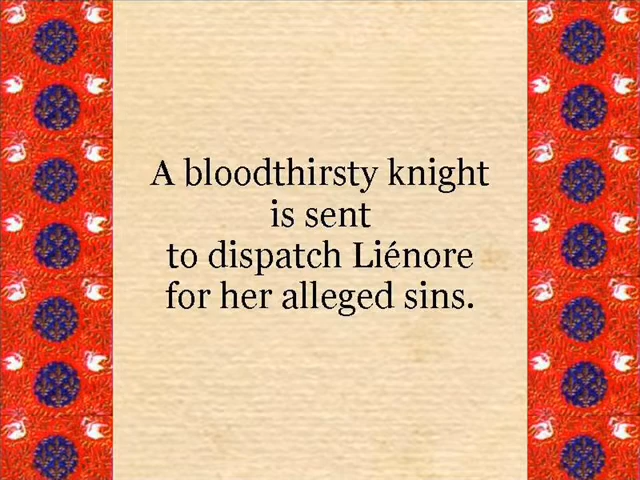 A bloodthirsty knight
is sent
to dispatch Liénore
for her alleged sins.